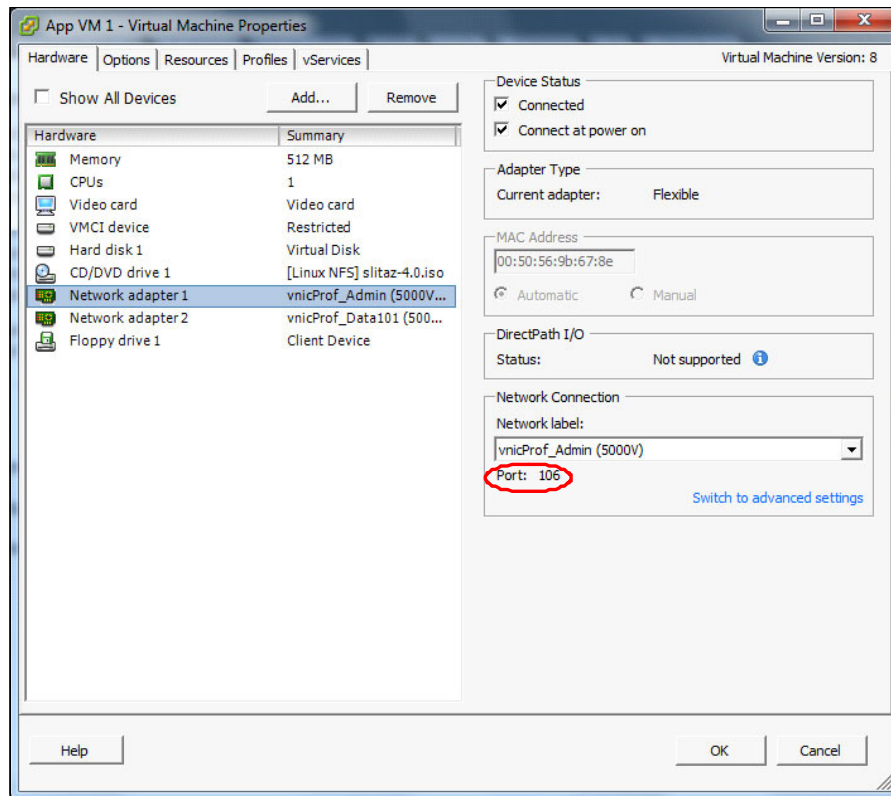 App VM 1 - Virtual Machine Properties
Hardware Options Resources Profiles vServices
Virtual Machine Version: 8
Show All Devices
Add...
Remove
Hardware Summary
Memory 512 MB
CPUs 1
Video card Video card
VMCI device Restricted
Hard disk 1 Virtual Disk
CD/DVD drive 1 [Linux NFS] slitaz-4.0.iso
Network adapter 1 vnicProf_Admin (5000V...
Network adapter 2 vnicProf_Data101 (500...
Floppy drive 1 Client Device
Device Status
Connected
Connect at power on
Adapter Type
Current adapter: Flexible
MAC Address
00:50:56:9b:67:8e
Automatic Manual
DirectPath I/O
Status: Not supported
Network Connection
Network label:
vnicProf_Admin (5000V)
Port: 106
Switch to advanced settings
Help
OK
Cancel